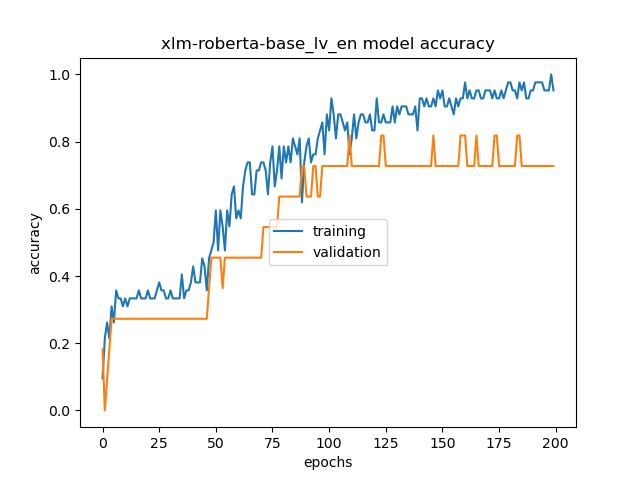 xlm-roberta-base_lv_en model accuracy
1.0
0.8
0.6
0.4
0.2
0.0
accuracy
training
validation
0 25 50 75 100 125 150 175 200
epochs